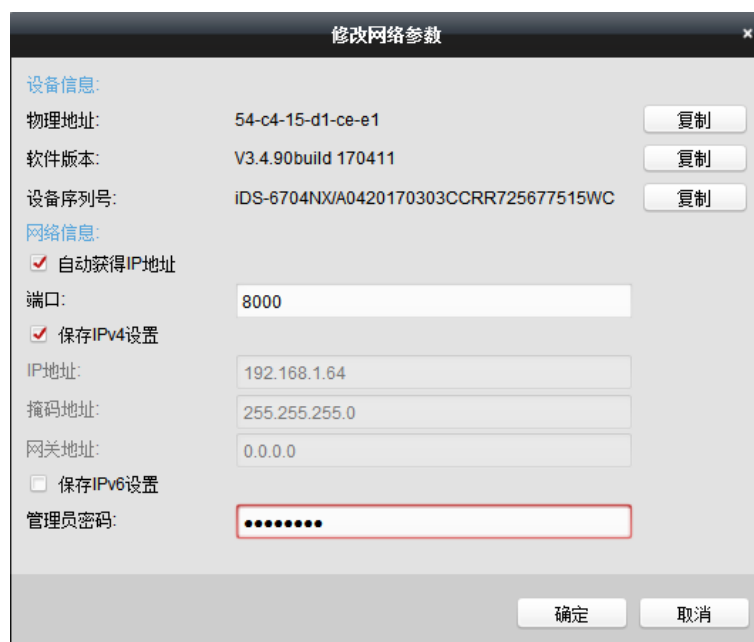 修改网络参数
设备信息:
物理地址: 54-c4-15-d1-ce-e1 复制
软件版本: V3.4.90build 170411 复制
设备序列号: iDS-6704NX/A0420170303CCRR725677515WC 复制
网络信息:
自动获得IP地址
端口: 8000
保存IPv4设置
IP地址: 192.168.1.64
掩码地址: 255.255.255.0
网关地址: 0.0.0.0
保存IPv6设置
管理员密码: ●●●●●●●●
确定 取消